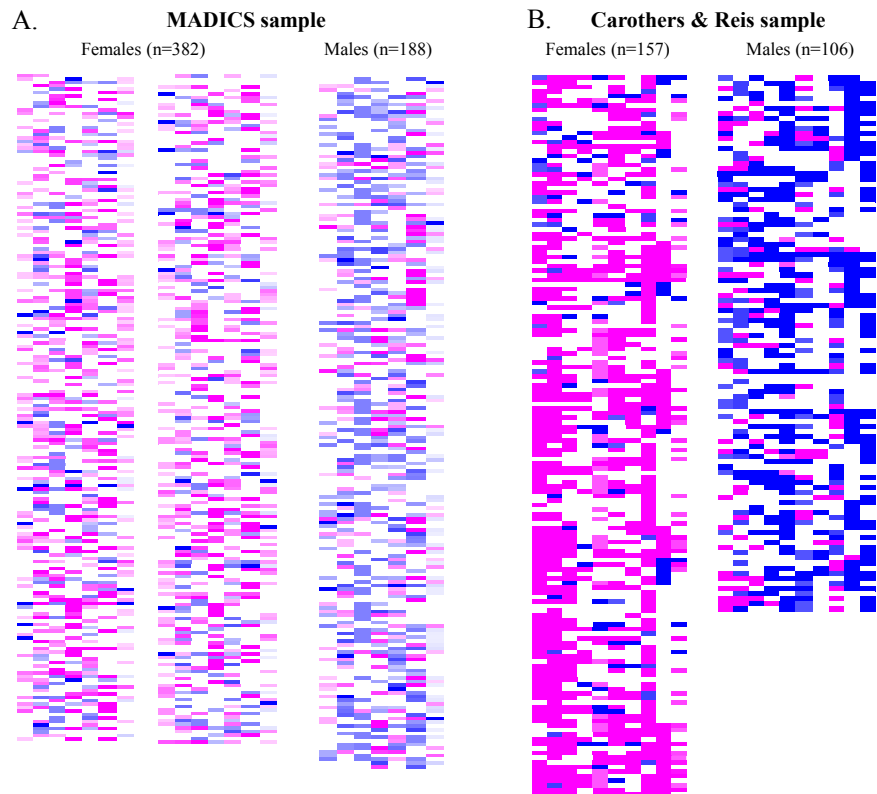 A. MADICS sample
Females (n=382) Males (n=188)
B. Carothers & Reis sample
Females (n=157) Males (n=106)